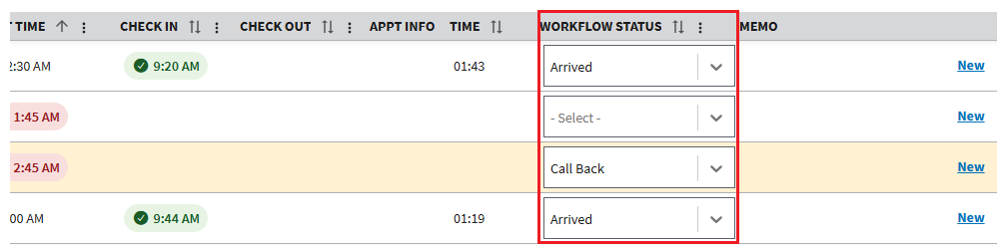 TIME CHECK IN CHECK OUT APPT INFO TIME WORKFLOW STATUS MEMO
2:30 AM 9:20 AM 01:43 Arrived New
1:45 AM - Select - New
2:45 AM Call Back New
:00 AM 9:44 AM 01:19 Arrived New